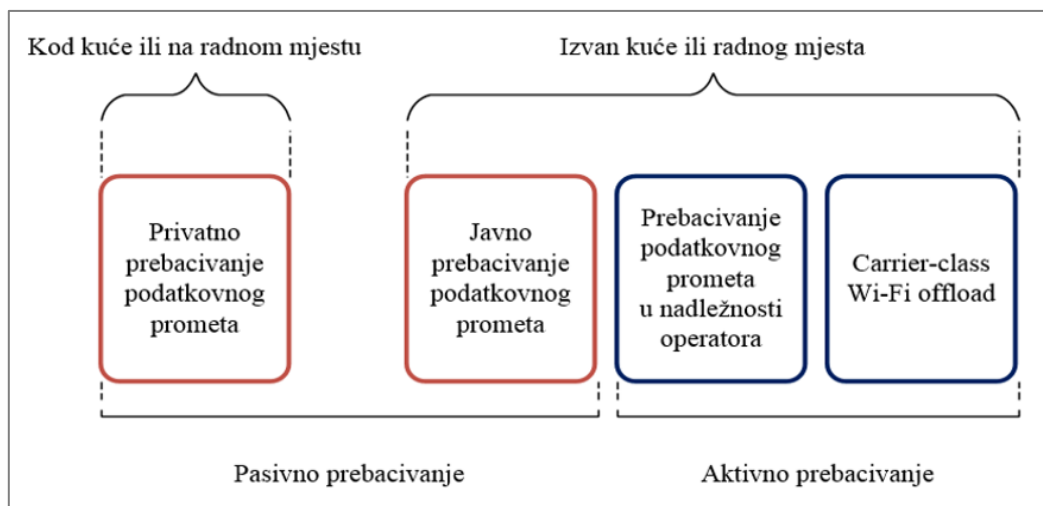 Kod kuće ili na radnom mjestu
Izvan kuće ili radnog mjesta
Privatno
prebacivanje
podatkovnog
prometa
Javno
prebacivanje
podatkovnog
prometa
Prebacivanje
podatkovnog
prometa
u nadležnosti
operatora
Carrier-class
Wi-Fi offload
Pasivno prebacivanje
Aktivno prebacivanje